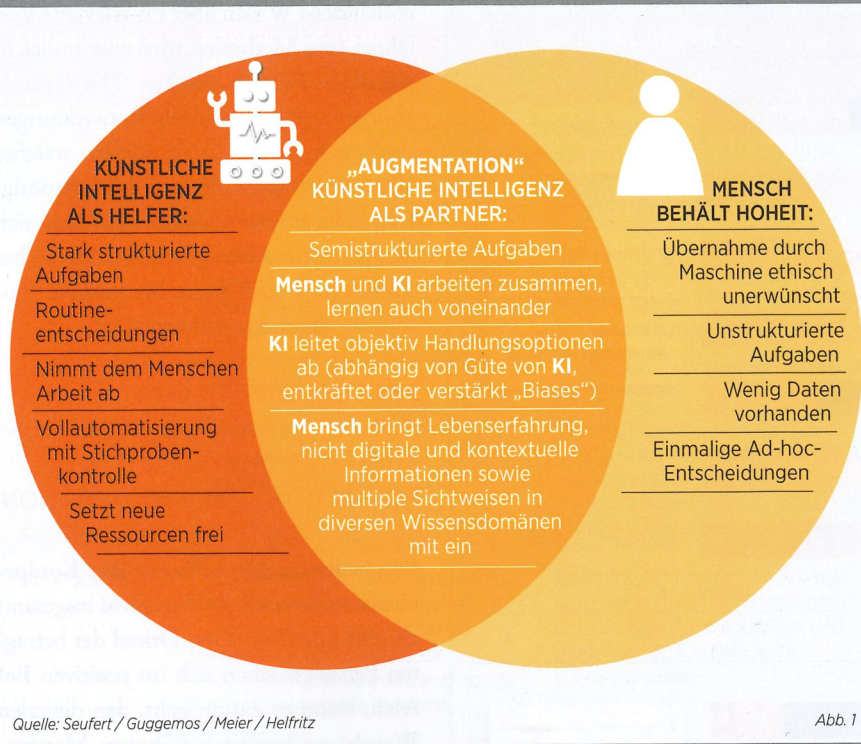 KÜNSTLICHE
INTELLIGENZ
ALS HELFER:
Stark strukturierte
Aufgaben
Routine-
entscheidungen
Nimmt dem Menschen
Arbeit ab
Vollautomatisierung
mit Stichproben-
kontrolle
Setzt neue
Ressourcen frei
„AUGMENTATION“
KÜNSTLICHE INTELLIGENZ
ALS PARTNER:
Semistrukturierte Aufgaben
Mensch und KI arbeiten zusammen,
lernen auch voneinander
KI leitet objektiv Handlungsoptionen
ab (abhängig von Güte von KI,
entkräftet oder verstärkt „Biases“)
Mensch bringt Lebenserfahrung,
nicht digitale und kontextuelle
Informationen sowie
multiple Sichtweisen in
diversen Wissensdomänen
mit ein
MENSCH
BEHÄLT HOHEIT:
Übernahme durch
Maschine ethisch
unerwünscht
Unstrukturierte
Aufgaben
Wenig Daten
vorhanden
Einmalige Ad-hoc-
Entscheidungen
Quelle: Seufert / Guggemos / Meier / Helfritz
Abb. 1